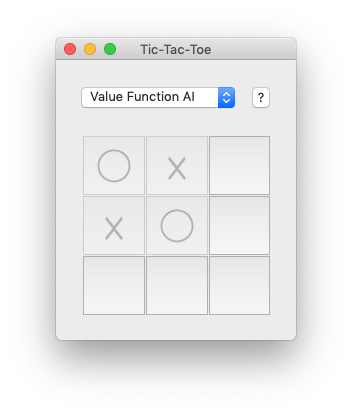 Tic-Tac-Toe
Value Function AI
?
O X
X O